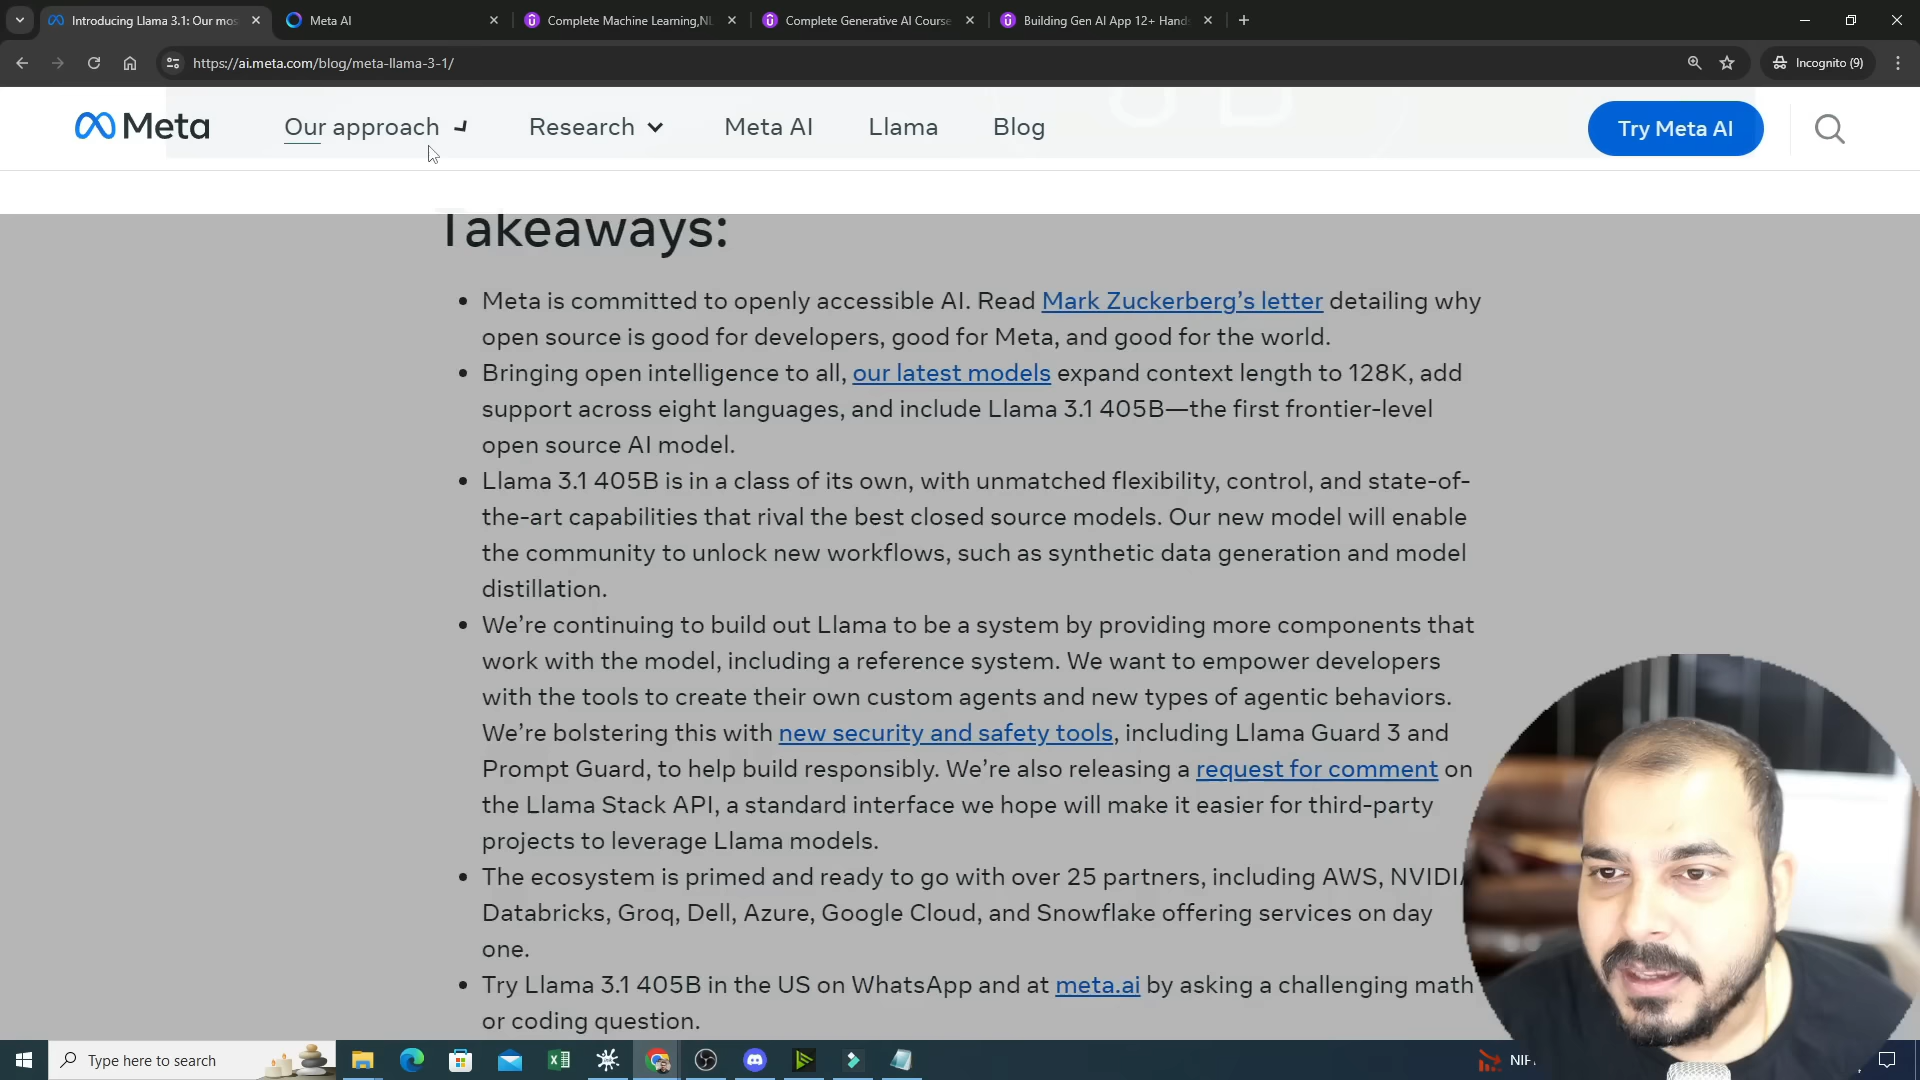 Introducing Llama 3.1: Our mos
Meta AI
Complete Machine Learning,NL
Complete Generative AI Course
Building Gen AI App 12+ Hands
https://ai.meta.com/blog/meta-llama-3-1/
Incognito (9)
Meta
Our approach
Research
Meta AI
Llama
Blog
Try Meta AI
Takeaways:
Meta is committed to openly accessible AI. Read Mark Zuckerberg’s letter detailing why
open source is good for developers, good for Meta, and good for the world.
Bringing open intelligence to all, our latest models expand context length to 128K, add
support across eight languages, and include Llama 3.1 405B—the first frontier-level
open source AI model.
Llama 3.1 405B is in a class of its own, with unmatched flexibility, control, and state-of-
the-art capabilities that rival the best closed source models. Our new model will enable
the community to unlock new workflows, such as synthetic data generation and model
distillation.
We’re continuing to build out Llama to be a system by providing more components that
work with the model, including a reference system. We want to empower developers
with the tools to create their own custom agents and new types of agentic behaviors.
We’re bolstering this with new security and safety tools, including Llama Guard 3 and
Prompt Guard, to help build responsibly. We’re also releasing a request for comment on
the Llama Stack API, a standard interface we hope will make it easier for third-party
projects to leverage Llama models.
The ecosystem is primed and ready to go with over 25 partners, including AWS, NVIDIA
Databricks, Groq, Dell, Azure, Google Cloud, and Snowflake offering services on day
one.
Try Llama 3.1 405B in the US on WhatsApp and at meta.ai by asking a challenging math
or coding question.
Type here to search